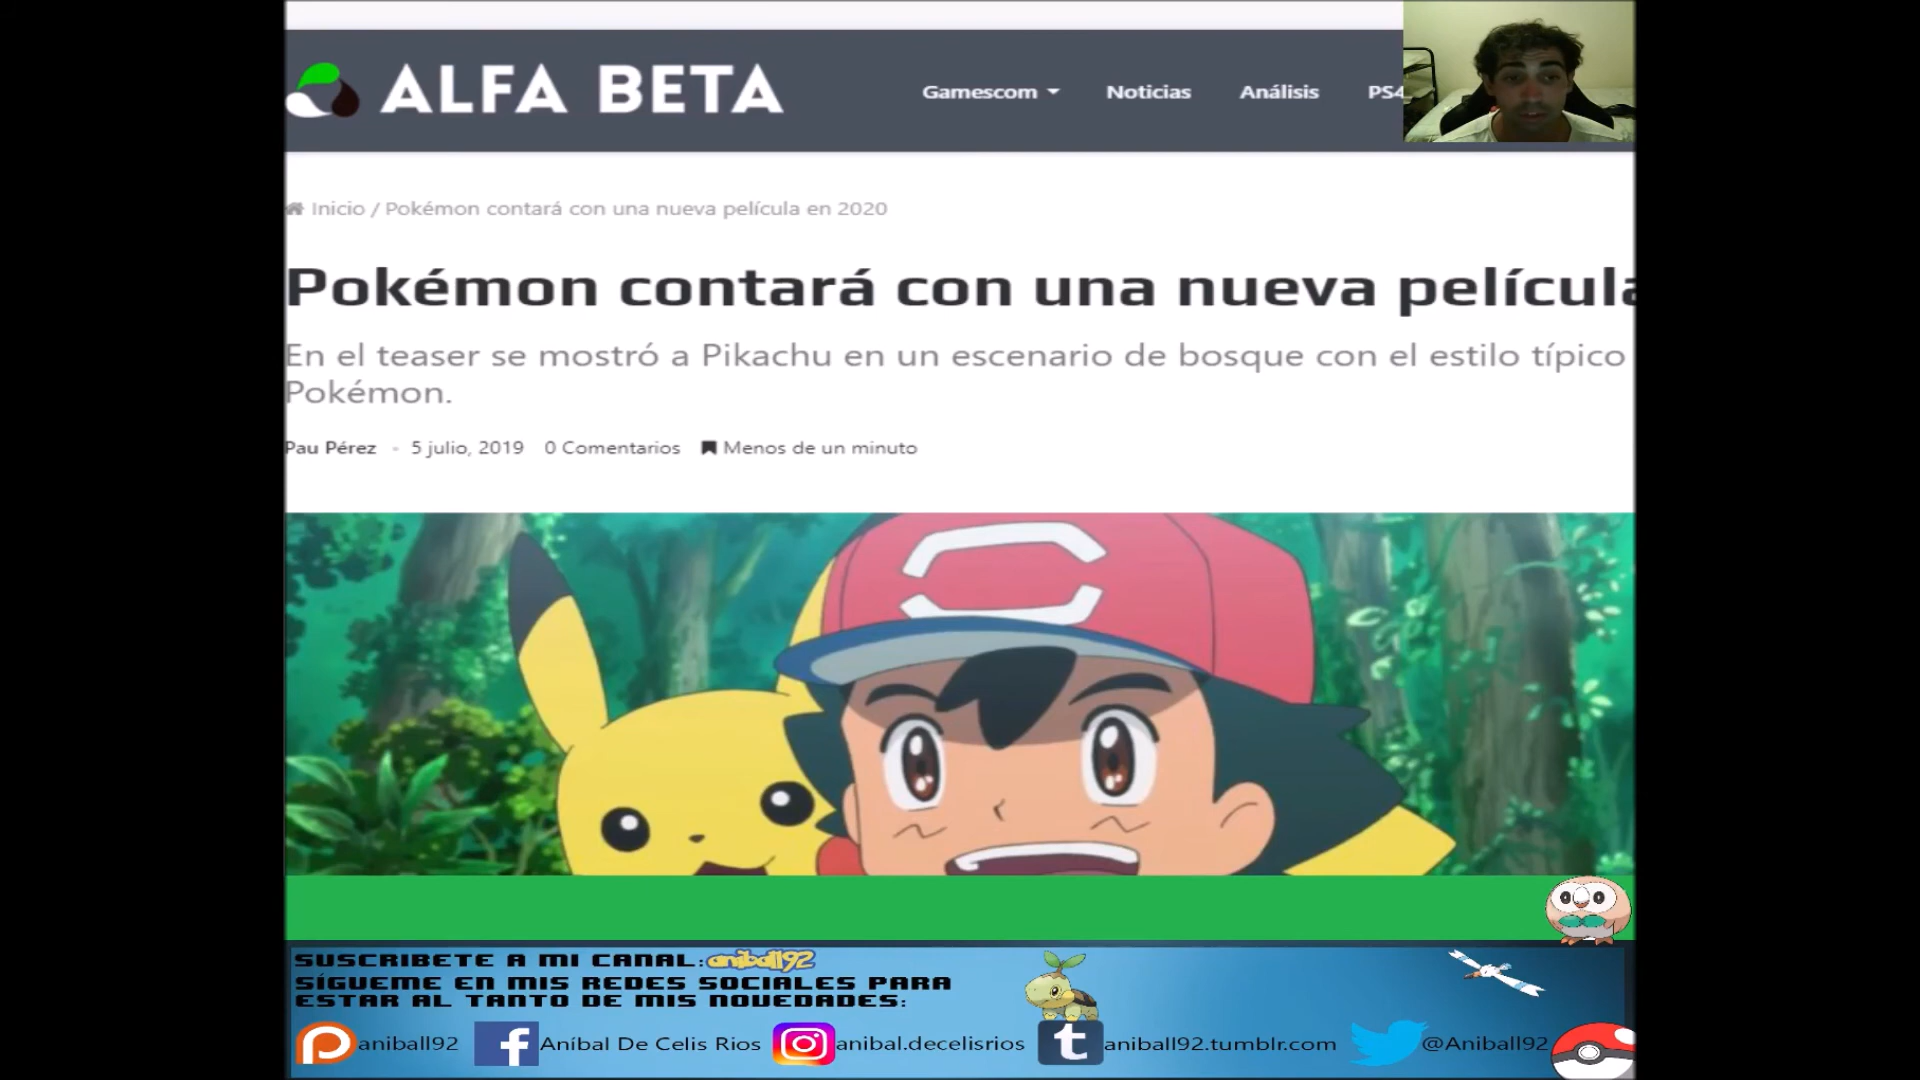 ALFA BETA
Gamescom Noticias Análisis PS4
Inicio / Pokémon contará con una nueva película en 2020
Pokémon contará con una nueva película
En el teaser se mostró a Pikachu en un escenario de bosque con el estilo típico
Pokémon.
Pau Pérez - 5 julio, 2019 0 Comentarios Menos de un minuto
SUSCRIBETE A MI CANAL: aniball92
SÍGUEME EN MIS REDES SOCIALES PARA
ESTAR AL TANTO DE MIS NOVEDADES:
aniball92 Anibal De Celis Rios anibal.decelisrios aniball92.tumblr.com @Aniball92